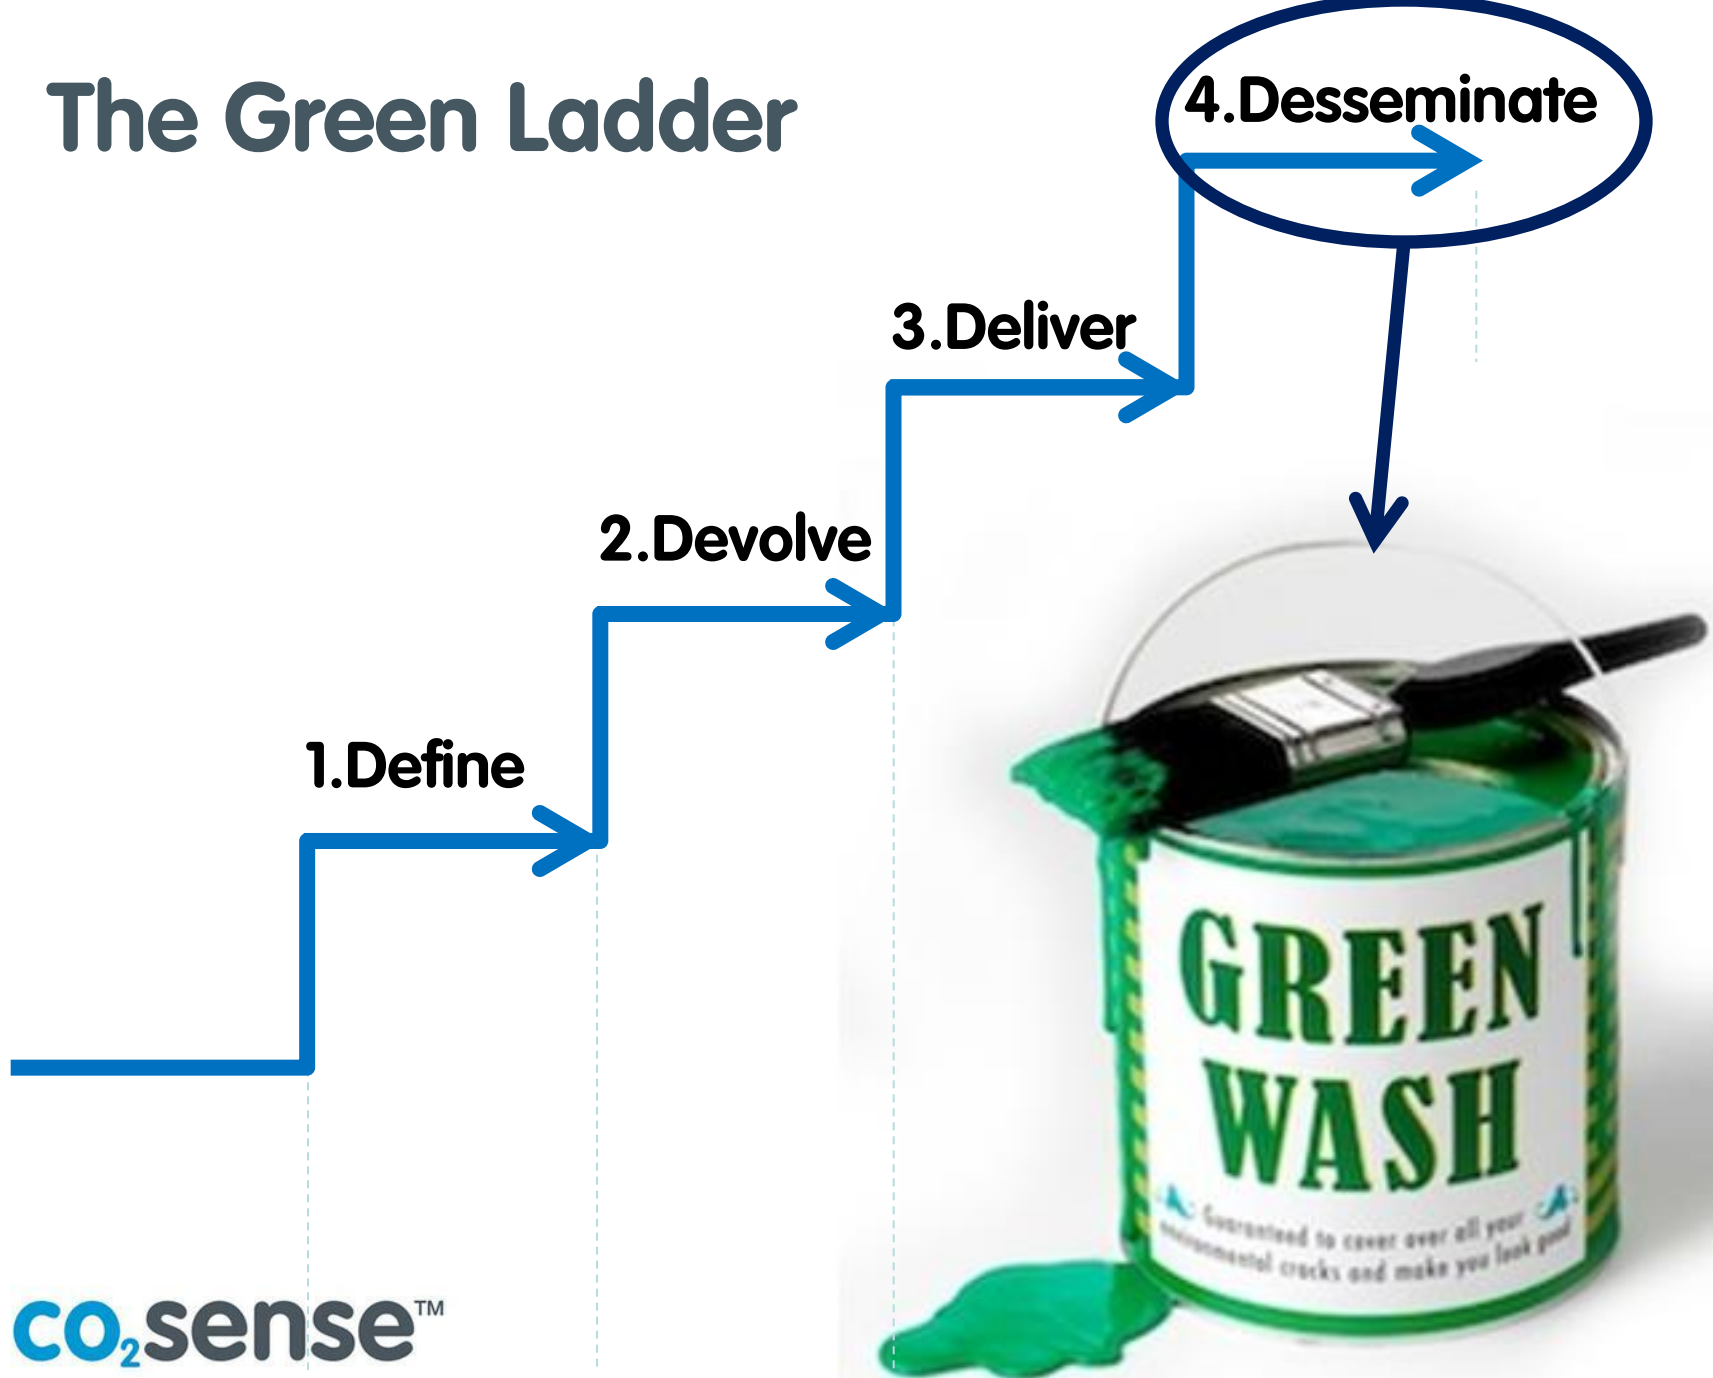 The Green Ladder
4.Desseminate
3.Deliver
2.Devolve
1.Define
GREEN
WASH
Guaranteed to cover over all your
environmental cracks and make you look good
co₂sense™